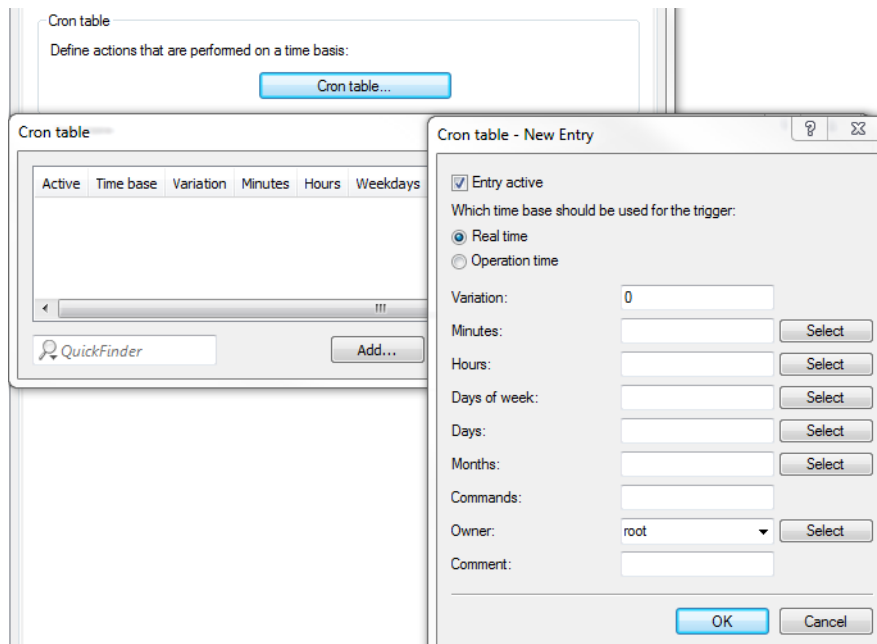 Cron table
Define actions that are performed on a time basis:
Cron table...
Cron table
Active Time base Variation Minutes Hours Weekdays
QuickFinder
Add...
Cron table - New Entry
Entry active
Which time base should be used for the trigger:
Real time
Operation time
Variation: 0
Minutes: Select
Hours: Select
Days of week: Select
Days: Select
Months: Select
Commands:
Owner: root Select
Comment:
OK Cancel